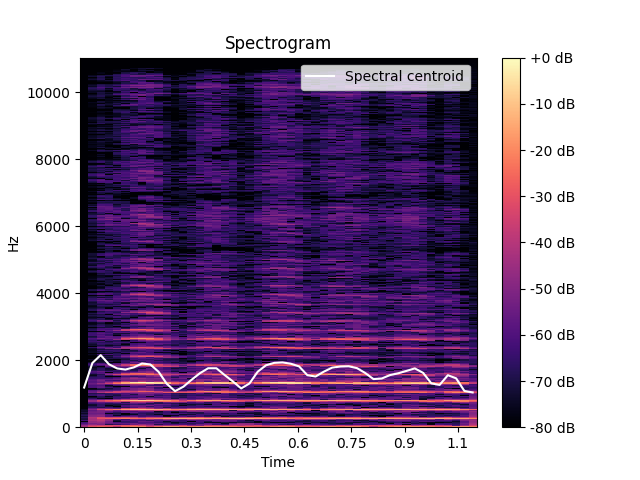 Spectrogram
Spectral centroid
10000
8000
6000
4000
2000
0
Hz
0 0.15 0.3 0.45 0.6 0.75 0.9 1.1
Time
+0 dB
-10 dB
-20 dB
-30 dB
-40 dB
-50 dB
-60 dB
-70 dB
-80 dB